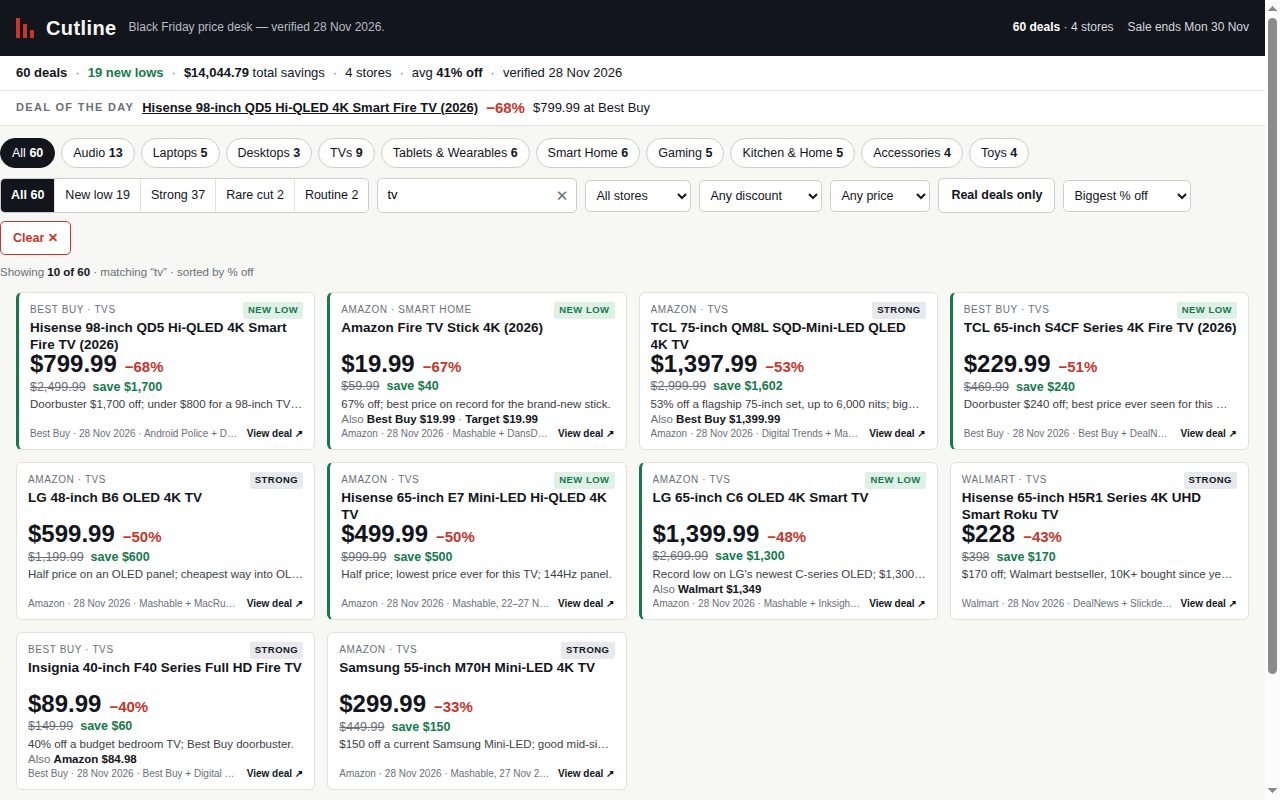 Cutline Black Friday price desk — verified 28 Nov 2026. 60 deals · 4 stores Sale ends Mon 30 Nov
60 deals · 19 new lows · $14,044.79 total savings · 4 stores · avg 41% off · verified 28 Nov 2026
DEAL OF THE DAY Hisense 98-inch QD5 Hi-QLED 4K Smart Fire TV (2026) −68% $799.99 at Best Buy
All 60 Audio 13 Laptops 5 Desktops 3 TVs 9 Tablets & Wearables 6 Smart Home 6 Gaming 5 Kitchen & Home 5 Accessories 4 Toys 4
All 60 New low 19 Strong 37 Rare cut 2 Routine 2 tv ✕ All stores Any discount Any price Real deals only Biggest % off
Clear ✕
Showing 10 of 60 · matching “tv” · sorted by % off
BEST BUY · TVS NEW LOW
Hisense 98-inch QD5 Hi-QLED 4K Smart
Fire TV (2026)
$799.99 −68%
$2,499.99 save $1,700
Doorbuster $1,700 off; under $800 for a 98-inch TV…
Best Buy · 28 Nov 2026 · Android Police + D… View deal ↗
AMAZON · SMART HOME NEW LOW
Amazon Fire TV Stick 4K (2026)
$19.99 −67%
$59.99 save $40
67% off; best price on record for the brand-new stick.
Also Best Buy $19.99 · Target $19.99
Amazon · 28 Nov 2026 · Mashable + DansD… View deal ↗
AMAZON · TVS STRONG
TCL 75-inch QM8L SQD-Mini-LED QLED
4K TV
$1,397.99 −53%
$2,999.99 save $1,602
53% off a flagship 75-inch set, up to 6,000 nits; big…
Also Best Buy $1,399.99
Amazon · 28 Nov 2026 · Digital Trends + Ma… View deal ↗
BEST BUY · TVS NEW LOW
TCL 65-inch S4CF Series 4K Fire TV (2026)
$229.99 −51%
$469.99 save $240
Doorbuster $240 off; best price ever seen for this …
Best Buy · 28 Nov 2026 · Best Buy + DealN… View deal ↗
AMAZON · TVS STRONG
LG 48-inch B6 OLED 4K TV
$599.99 −50%
$1,199.99 save $600
Half price on an OLED panel; cheapest way into OL…
Amazon · 28 Nov 2026 · Mashable + MacRu… View deal ↗
AMAZON · TVS NEW LOW
Hisense 65-inch E7 Mini-LED Hi-QLED 4K
TV
$499.99 −50%
$999.99 save $500
Half price; lowest price ever for this TV; 144Hz panel.
Amazon · 28 Nov 2026 · Mashable, 22–27 N… View deal ↗
AMAZON · TVS NEW LOW
LG 65-inch C6 OLED 4K Smart TV
$1,399.99 −48%
$2,699.99 save $1,300
Record low on LG's newest C-series OLED; $1,300…
Also Walmart $1,349
Amazon · 28 Nov 2026 · Mashable + Inksigh… View deal ↗
WALMART · TVS STRONG
Hisense 65-inch H5R1 Series 4K UHD
Smart Roku TV
$228 −43%
$398 save $170
$170 off; Walmart bestseller, 10K+ bought since ye…
Walmart · 28 Nov 2026 · DealNews + Slickde… View deal ↗
BEST BUY · TVS STRONG
Insignia 40-inch F40 Series Full HD Fire TV
$89.99 −40%
$149.99 save $60
40% off a budget bedroom TV; Best Buy doorbuster.
Also Amazon $84.98
Best Buy · 28 Nov 2026 · Best Buy + Digital … View deal ↗
AMAZON · TVS STRONG
Samsung 55-inch M70H Mini-LED 4K TV
$299.99 −33%
$449.99 save $150
$150 off a current Samsung Mini-LED; good mid-si…
Amazon · 28 Nov 2026 · Mashable, 27 Nov 2… View deal ↗